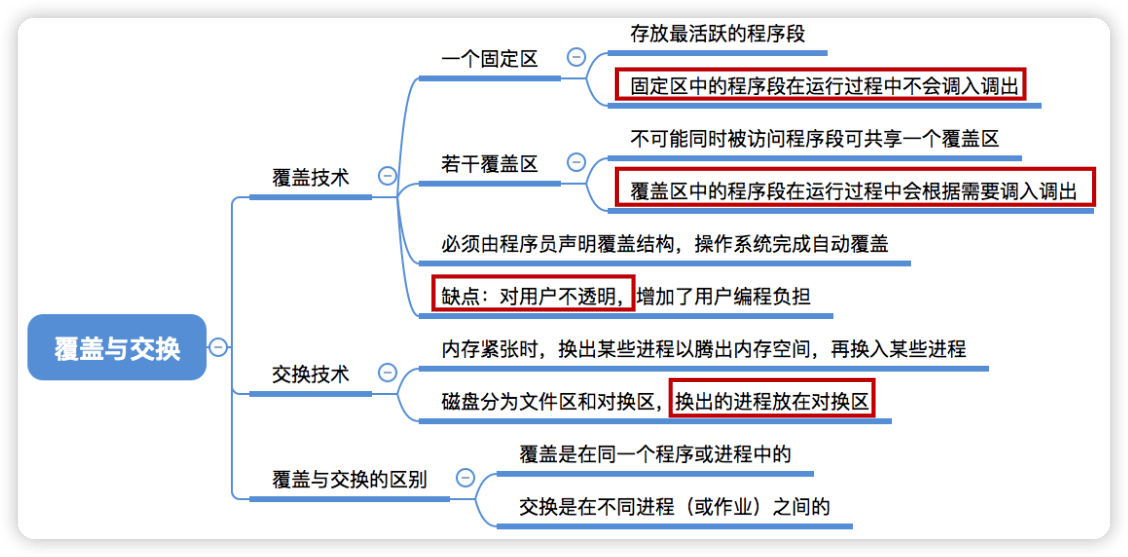 覆盖与交换
覆盖技术
一个固定区
存放最活跃的程序段
固定区中的程序段在运行过程中不会调入调出
若干覆盖区
不可能同时被访问程序段可共享一个覆盖区
覆盖区中的程序段在运行过程中会根据需要调入调出
必须由程序员声明覆盖结构，操作系统完成自动覆盖
缺点：对用户不透明，增加了用户编程负担
交换技术
内存紧张时，换出某些进程以腾出内存空间，再换入某些进程
磁盘分为文件区和对换区，换出的进程放在对换区
覆盖与交换的区别
覆盖是在同一个程序或进程中的
交换是在不同进程（或作业）之间的